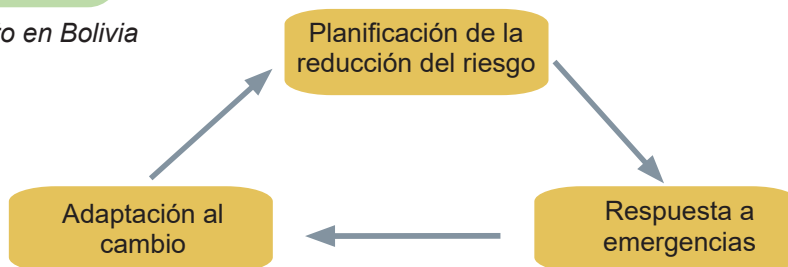 en Bolivia
Planificación de la
reducción del riesgo
Adaptación al
cambio
Respuesta a
emergencias